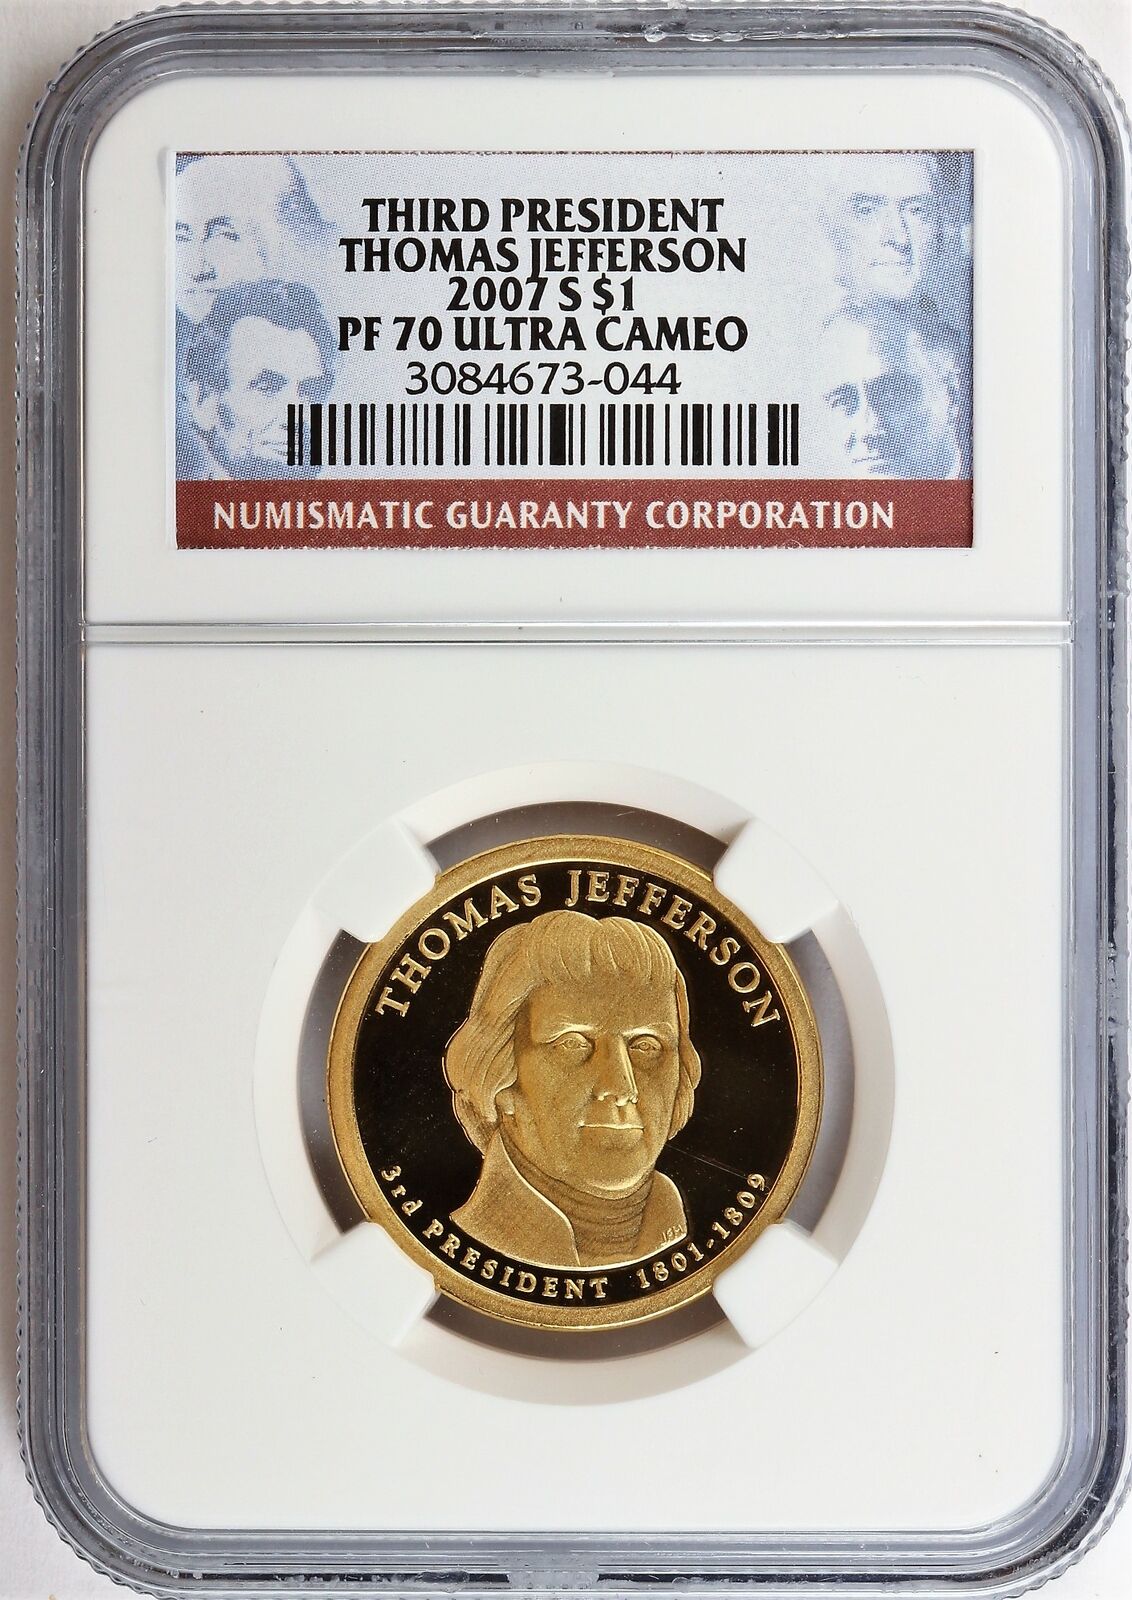 THIRD PRESIDENT
THOMAS JEFFERSON
2007 S $1
PF 70 ULTRA CAMEO
3084673-044
NUMISMATIC GUARANTY CORPORATION
THOMAS JEFFERSON
JFM
3rd PRESIDENT 1801-1809